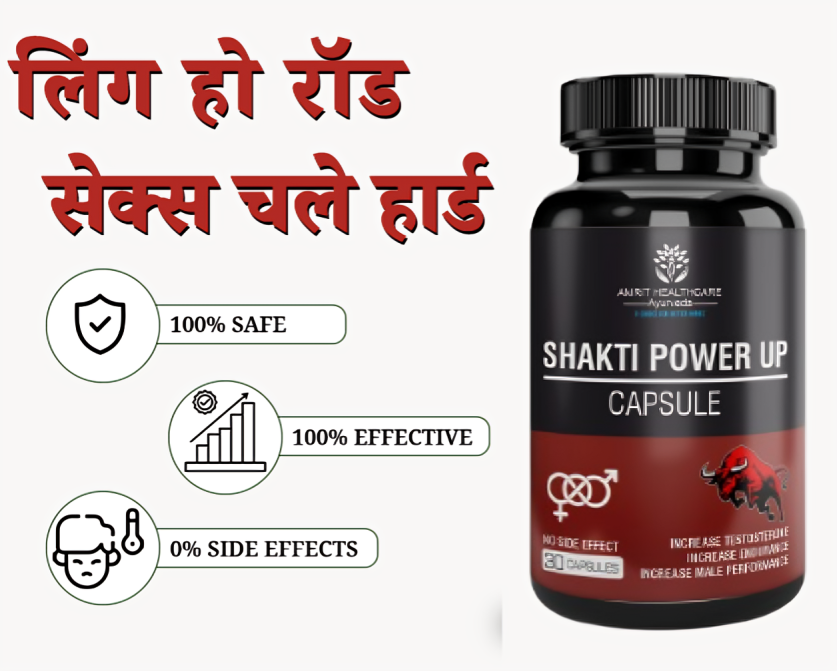 लिंग हो रॉड
सेक्स चले हार्ड
100% SAFE
100% EFFECTIVE
0% SIDE EFFECTS
AMRIT HEALTHCARE
Ayurveda
SHAKTI POWER UP
CAPSULE
NO SIDE EFFECT
30 CAPSULES
INCREASE TESTOSTERONE
INCREASE ENDURANCE
INCREASE MALE PERFORMANCE